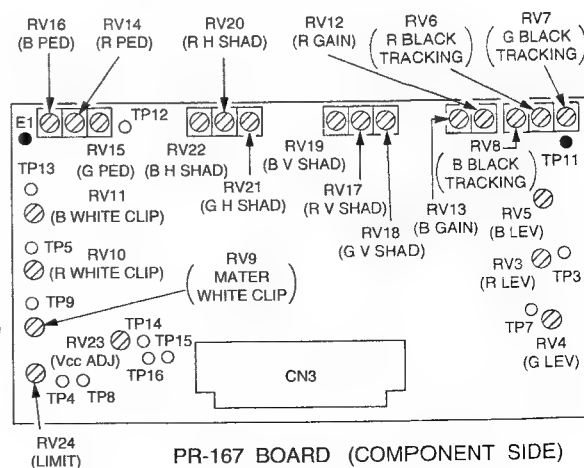 RV16
(B PED)
RV14
(R PED)
RV20
(R H SHAD)
RV12
(R GAIN)
RV6
(R BLACK
TRACKING)
RV7
(G BLACK
TRACKING)
E1
TP12
RV15
(G PED)
RV22
(B H SHAD)
RV21
(G H SHAD)
RV19
(B V SHAD)
RV17
(R V SHAD)
RV18
(G V SHAD)
RV13
(B GAIN)
RV8
(B BLACK
TRACKING)
TP11
TP13
RV11
(B WHITE CLIP)
RV5
(B LEV)
TP5
RV10
(R WHITE CLIP)
RV9
(MATER
WHITE CLIP)
RV3
(R LEV)
TP3
TP9
RV23
(Vcc ADJ)
TP14
TP15
TP16
TP7
RV4
(G LEV)
TP4
TP8
CN3
RV24
(LIMIT)
PR-167 BOARD (COMPONENT SIDE)